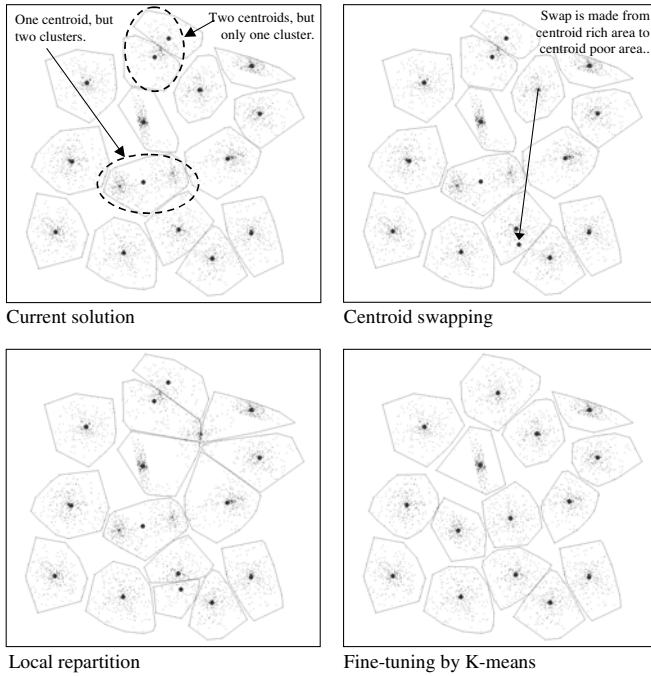 One centroid, but
two clusters.
Two centroids, but
only one cluster.
Swap is made from
centroid rich area to
centroid poor area..
Current solution
Centroid swapping
Local repartition
Fine-tuning by K-means